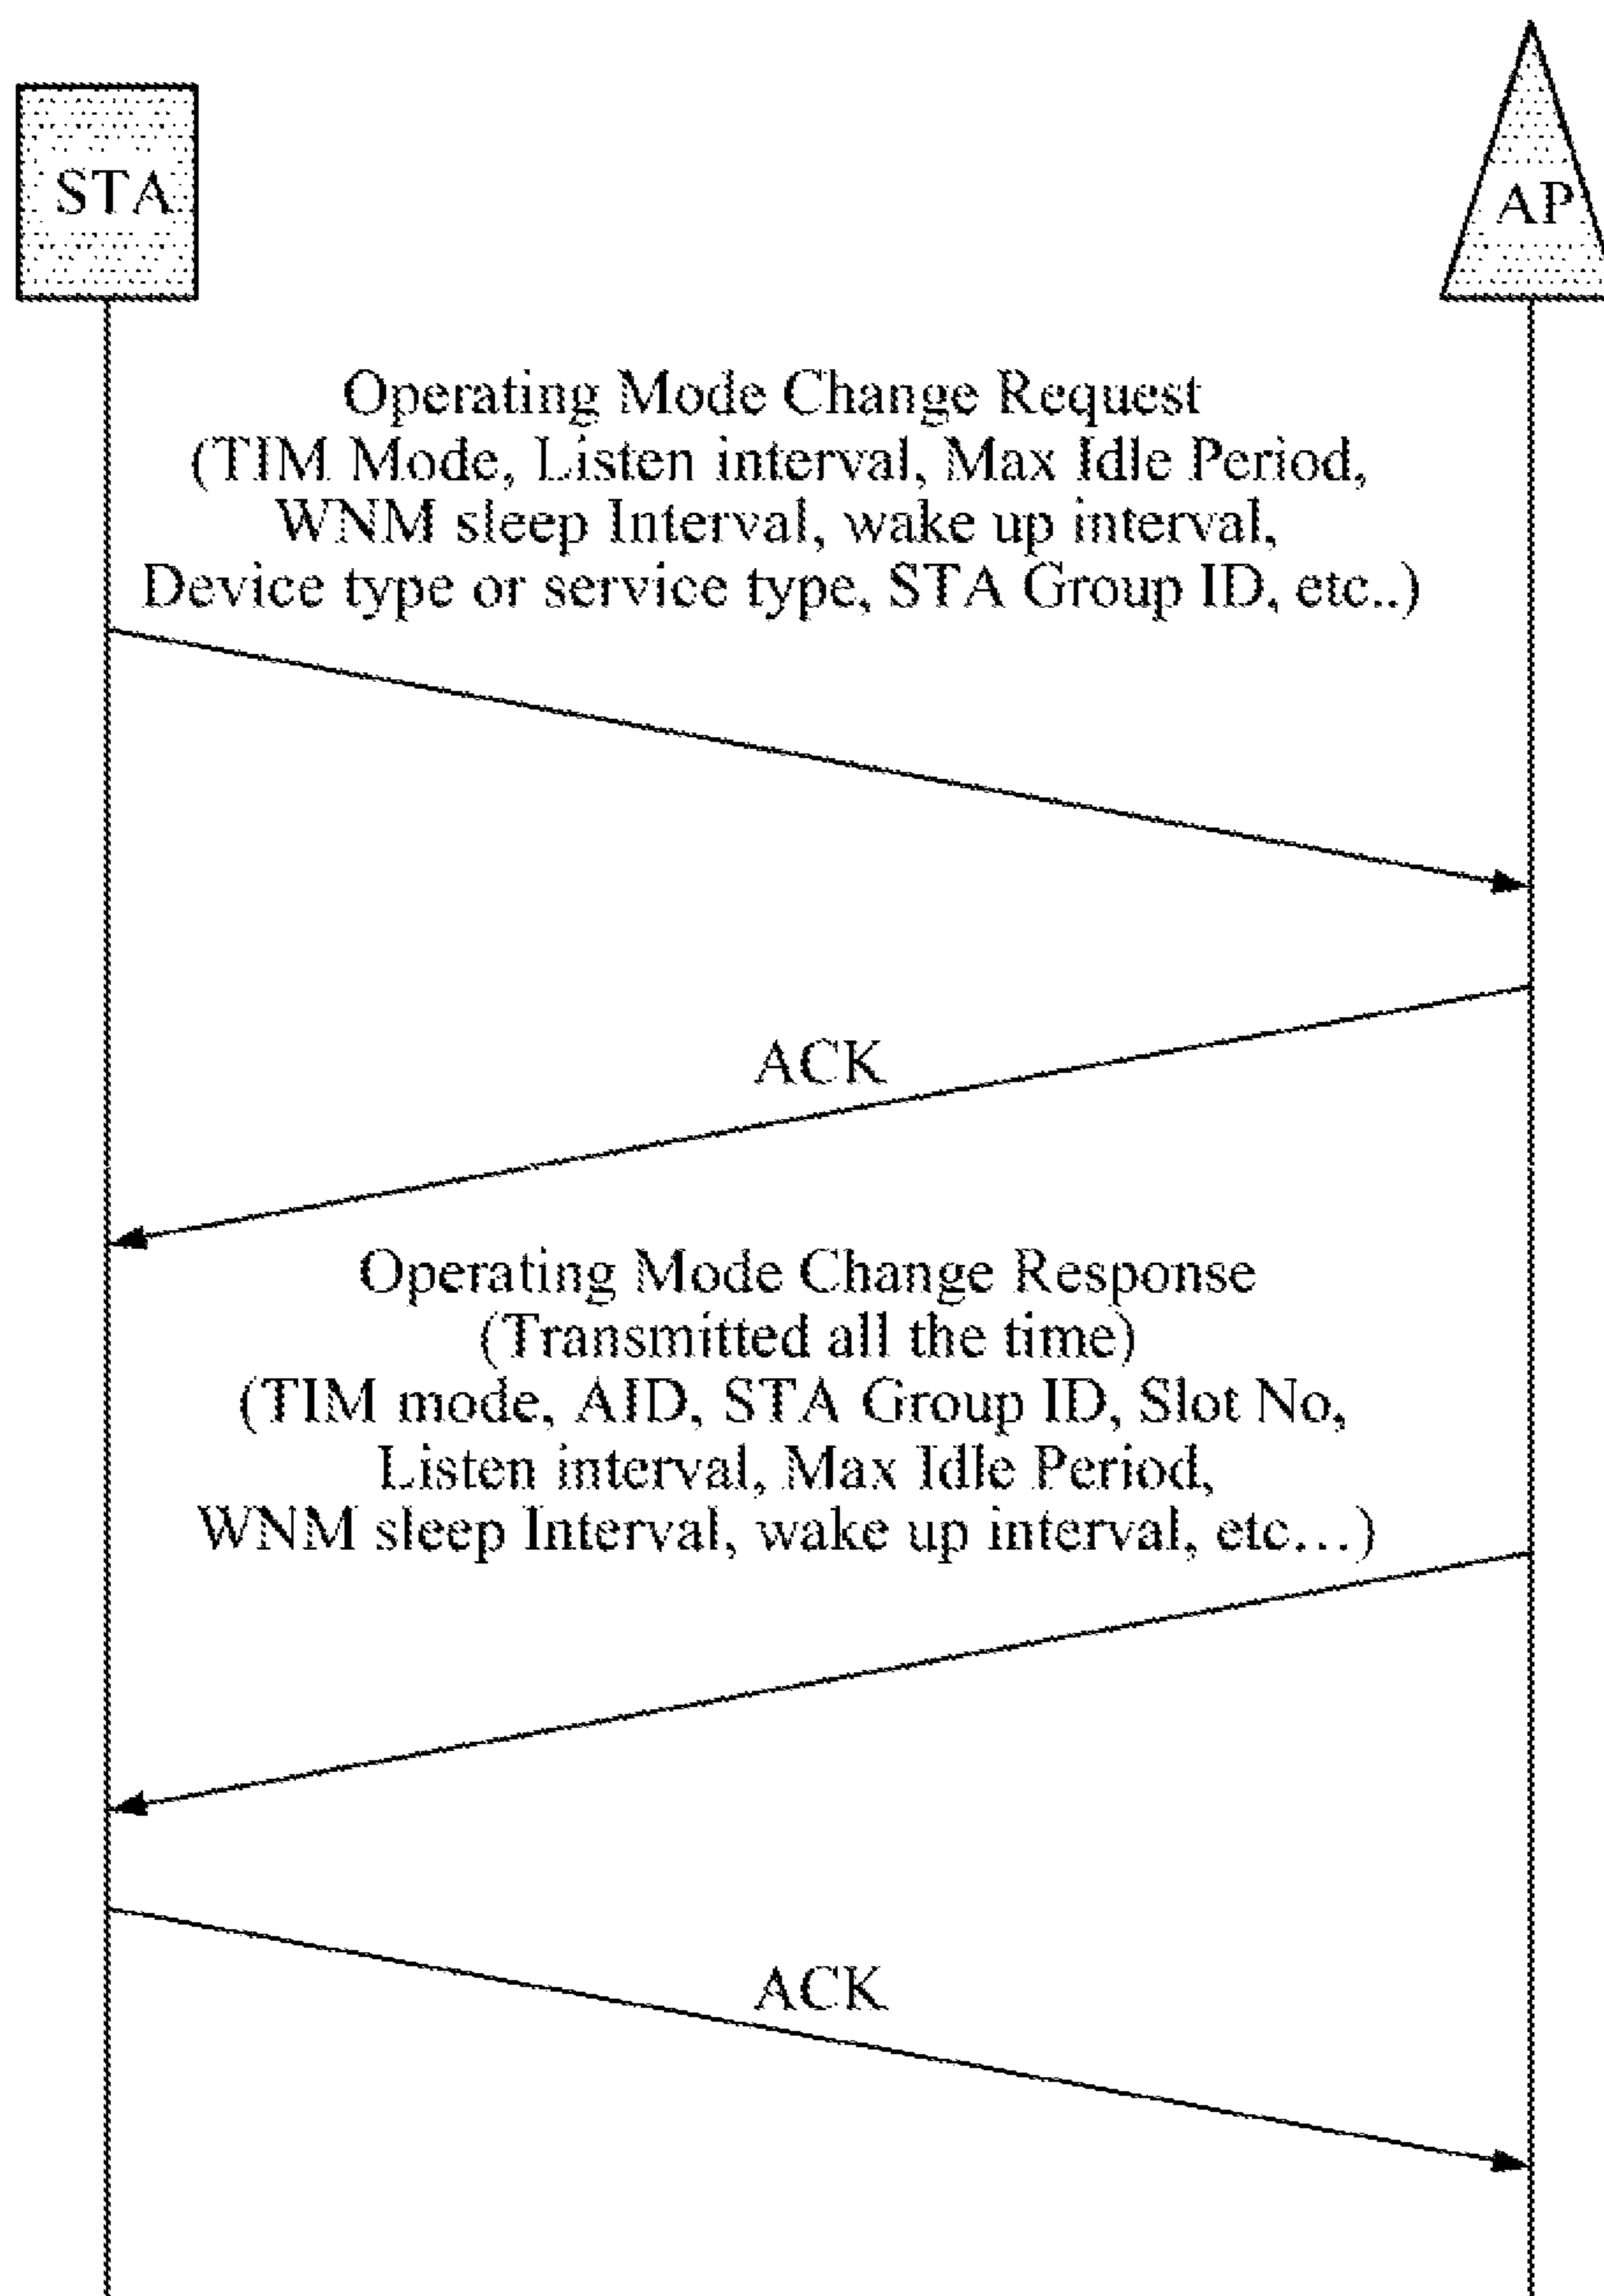 STA
AP
Operating Mode Change Request
(TIM Mode, Listen interval, Max Idle Period,
WNM sleep Interval, wake up interval,
Device type or service type, STA Group ID, etc..)
ACK
Operating Mode Change Response
(Transmitted all the time)
(TIM mode, AID, STA Group ID, Slot No,
Listen interval, Max Idle Period,
WNM sleep Interval, wake up interval, etc...)
ACK